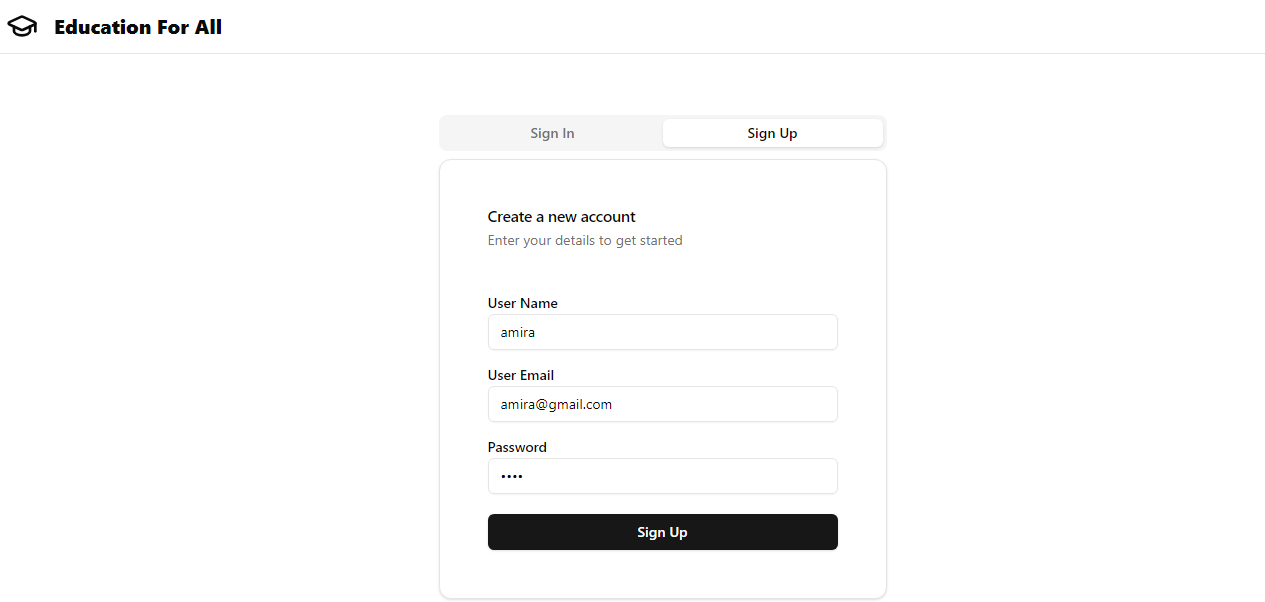 Education For All
Sign In
Sign Up
Create a new account
Enter your details to get started
User Name
amira
User Email
amira@gmail.com
Password
••••
Sign Up